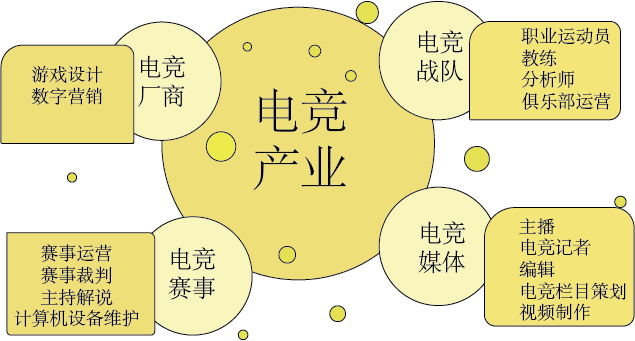 电竞
产业
电竞
厂商
游戏设计
数字营销
电竞
战队
职业运动员
教练
分析师
俱乐部运营
电竞
赛事
赛事运营
赛事裁判
主持解说
计算机设备维护
电竞
媒体
主播
电竞记者
编辑
电竞栏目策划
视频制作